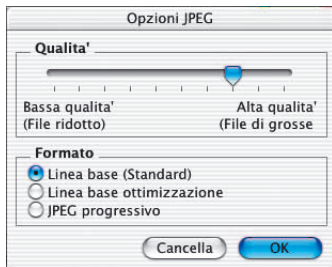 Opzioni JPEG
Qualita'
Bassa qualita' Alta qualita'
(File ridotto) (File di grosse
Formato
Linea base (Standard)
Linea base ottimizzazione
JPEG progressivo
Cancella OK